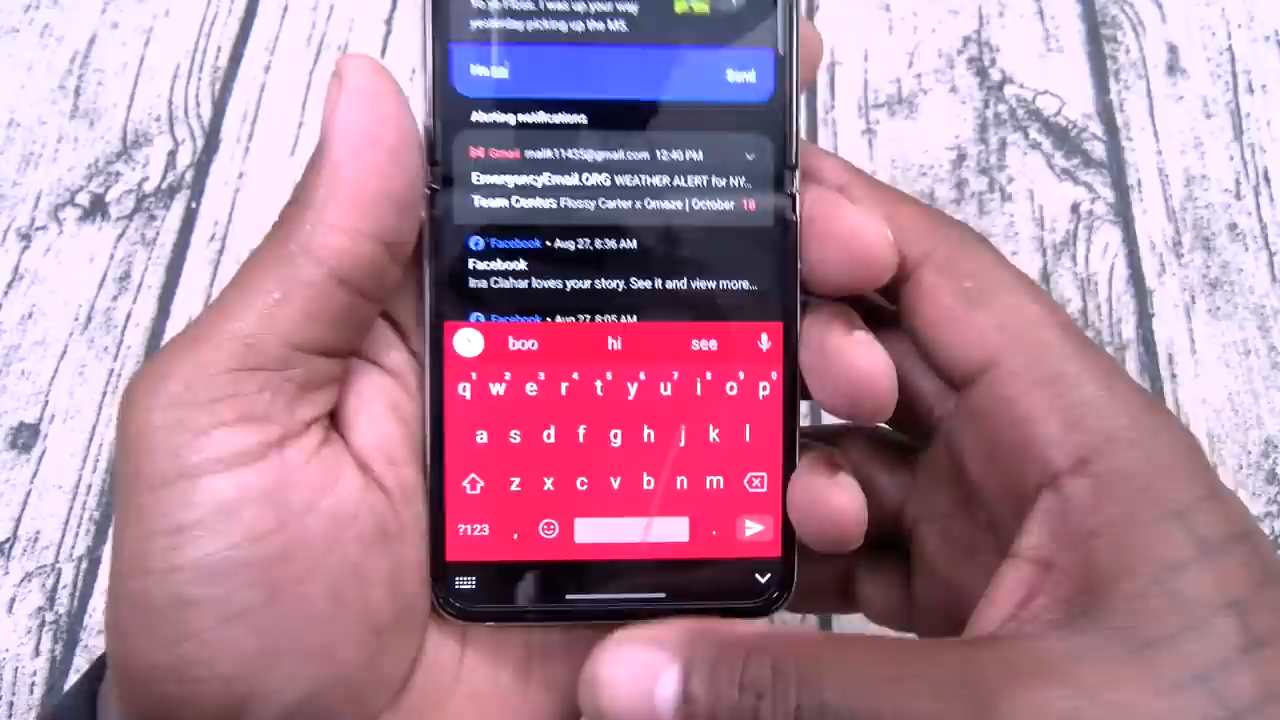 yesterday picking up the M5.
Send
Alerting notifications
Gmail mailk11435@gmail.com 12:40 PM
EmergencyEmail.ORG WEATHER ALERT for NY...
Team Centus Flossy Carter x Omaze | October 18
Facebook • Aug 27, 8:36 AM
Facebook
Ina Clahar loves your story. See it and view more...
Facebook • Aug 27, 8:05 AM
boo hi see
1 2 3 4 5 6 7 8 9 0
q w e r t y u i o p
a s d f g h j k l
z x c v b n m
?123 , .